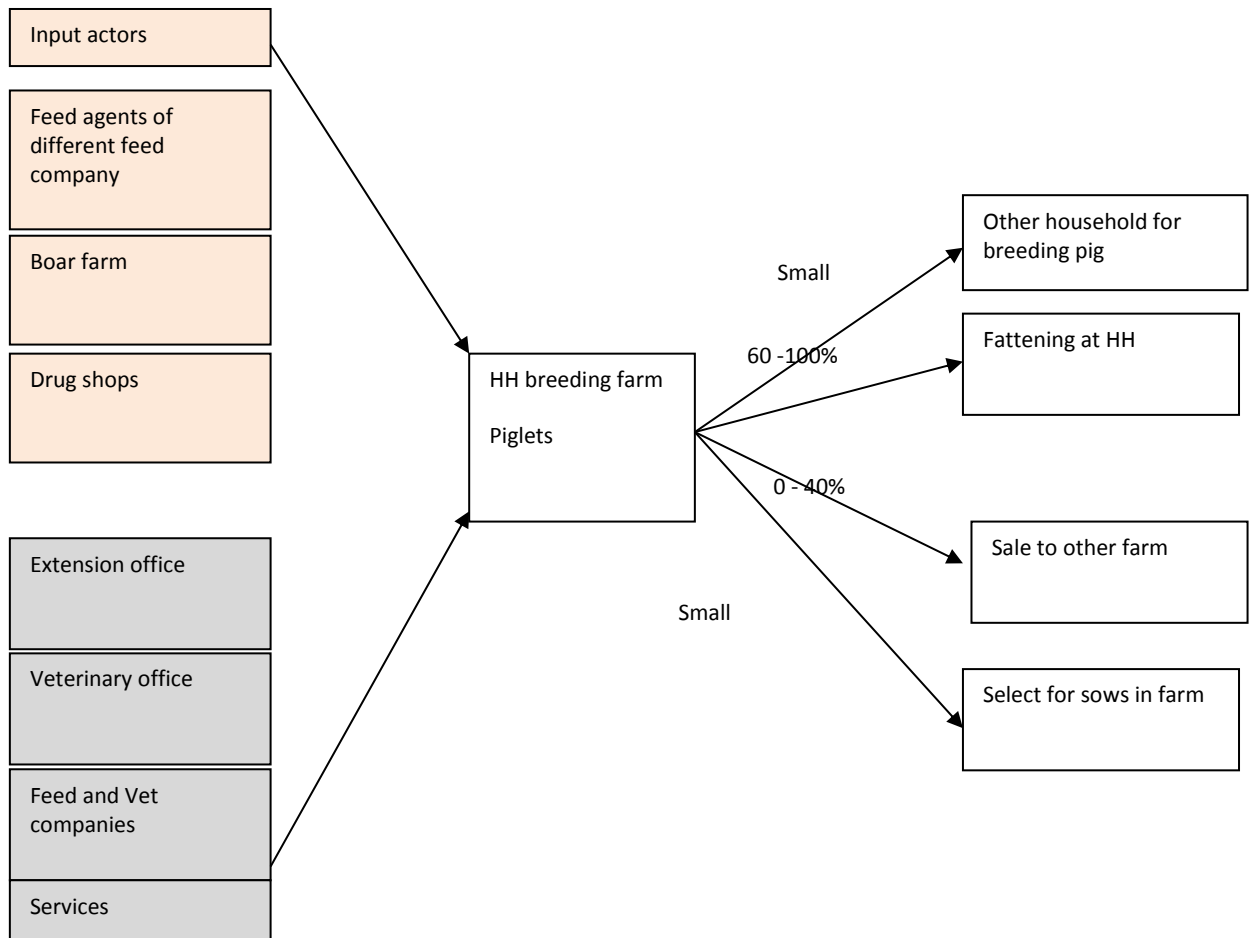 Input actors
Feed agents of
different feed
company
Boar farm
Drug shops
Extension office
Veterinary office
Feed and Vet
companies
Services
HH breeding farm
Piglets
Small
60 -100%
0 - 40%
Small
Other household for
breeding pig
Fattening at HH
Sale to other farm
Select for sows in farm